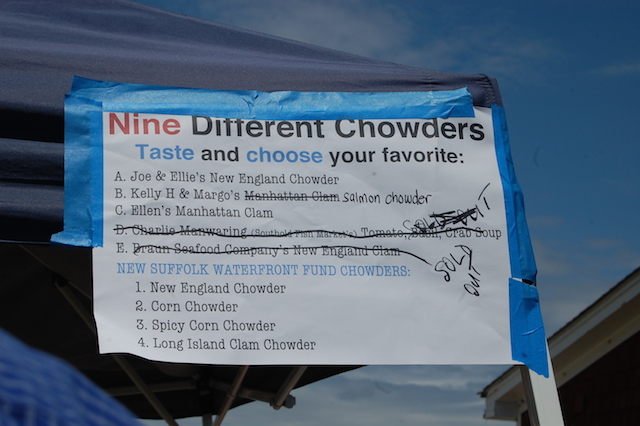 Nine Different Chowders
Taste and choose your favorite:
A. Joe & Ellie's New England Chowder
B. Kelly H & Margo's Manhattan Clam salmon chowder
C. Ellen's Manhattan Clam
D. Charlie Manwaring (Southold Fish Market's) Tomato, Basil, Crab Soup
E. Braun Seafood Company's New England Clam
SOLD OUT
NEW SUFFOLK WATERFRONT FUND CHOWDERS:
1. New England Chowder
2. Corn Chowder
3. Spicy Corn Chowder
4. Long Island Clam Chowder